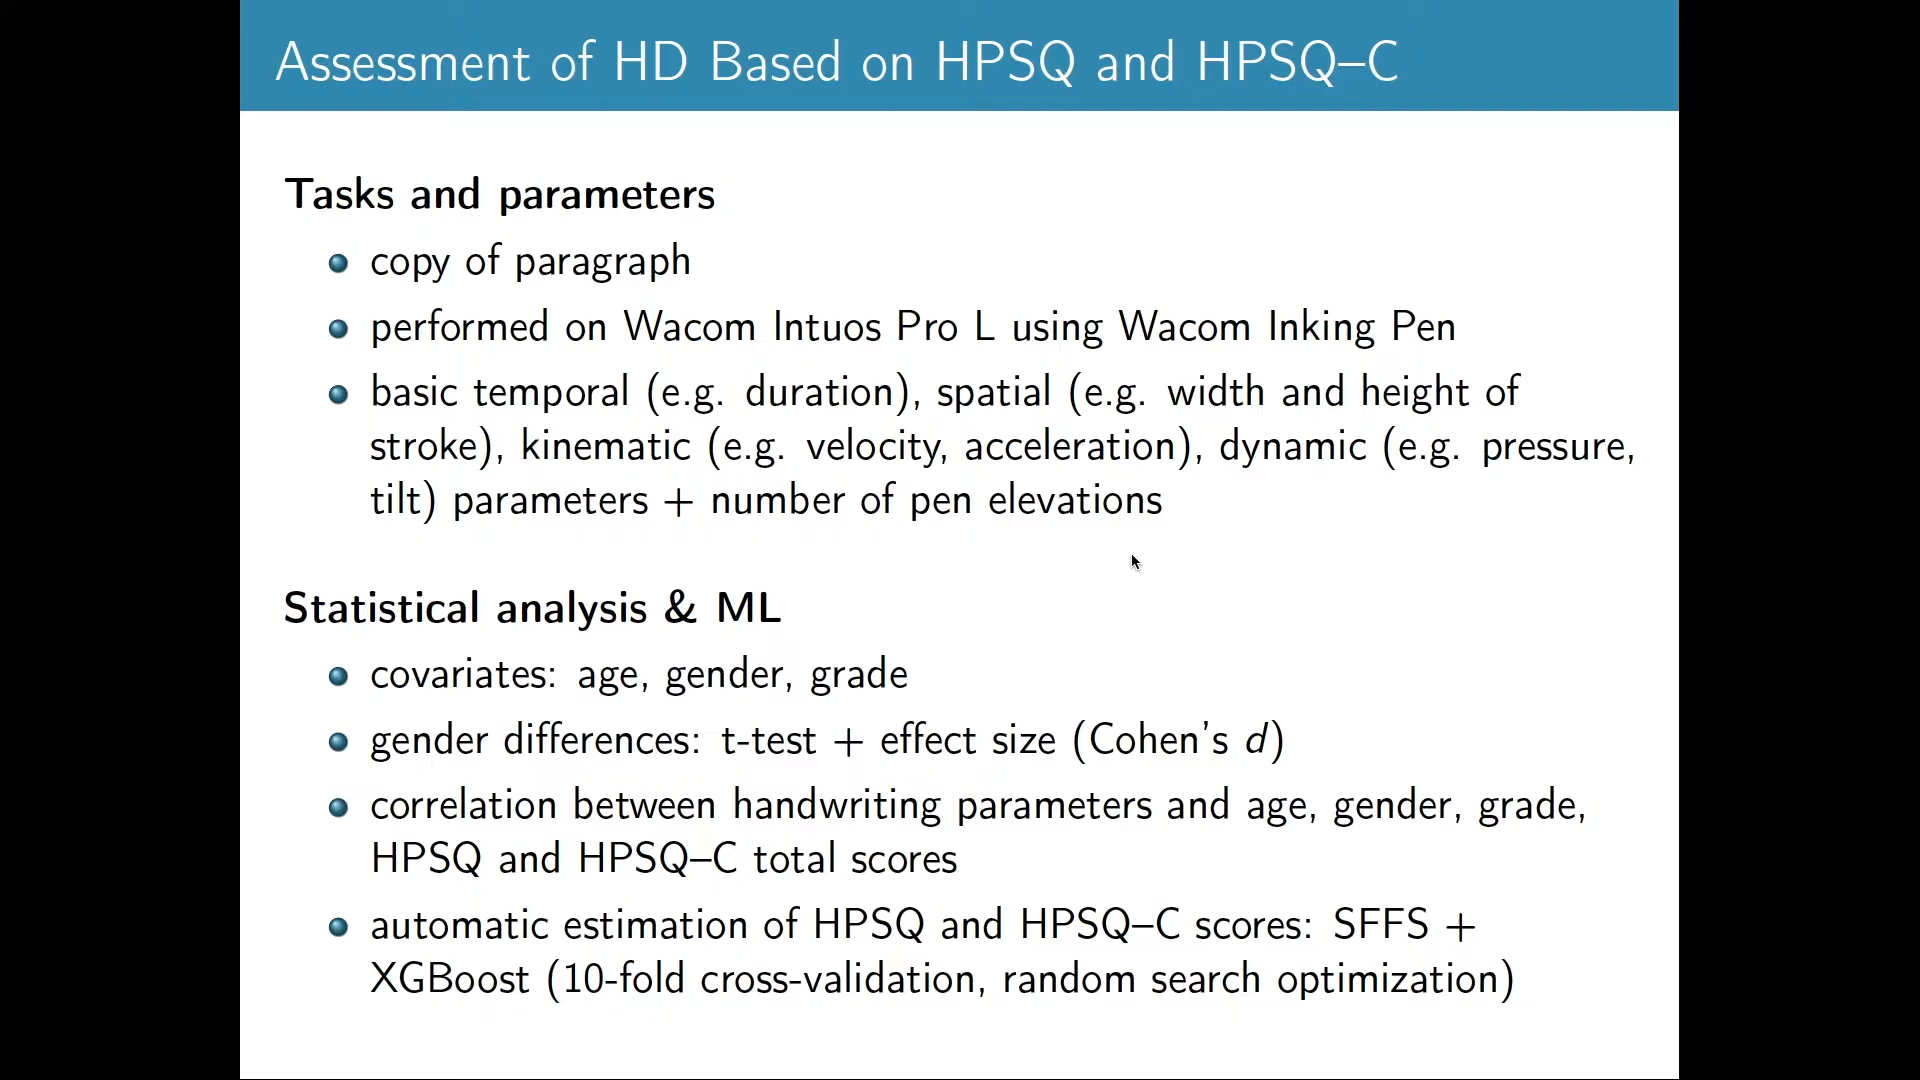 Assessment of HD Based on HPSQ and HPSQ–C
Tasks and parameters
copy of paragraph
performed on Wacom Intuos Pro L using Wacom Inking Pen
basic temporal (e.g. duration), spatial (e.g. width and height of
stroke), kinematic (e.g. velocity, acceleration), dynamic (e.g. pressure,
tilt) parameters + number of pen elevations
Statistical analysis & ML
covariates: age, gender, grade
gender differences: t-test + effect size (Cohen's d)
correlation between handwriting parameters and age, gender, grade,
HPSQ and HPSQ–C total scores
automatic estimation of HPSQ and HPSQ–C scores: SFFS +
XGBoost (10-fold cross-validation, random search optimization)